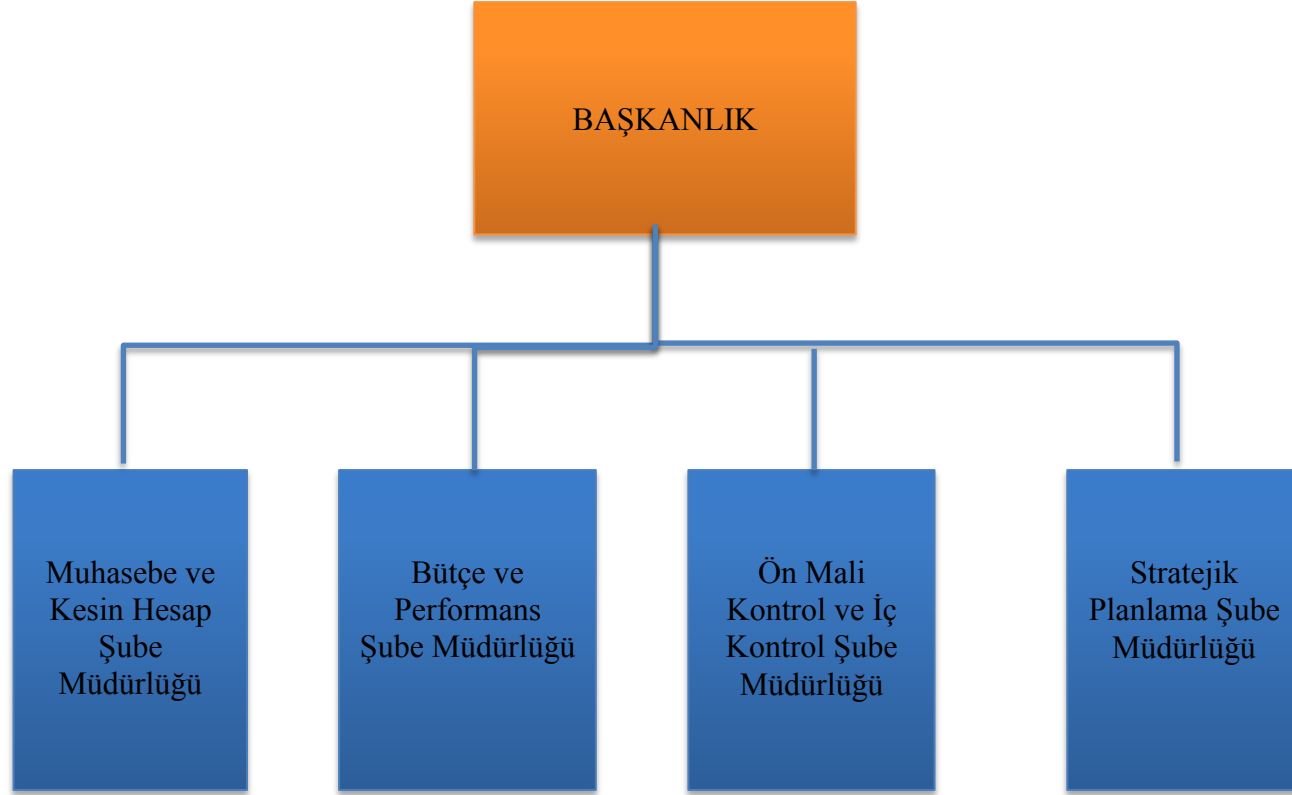 BAŞKANLIK
Muhasebe ve
Kesin Hesap
Şube
Müdürlüğü
Bütçe ve
Performans
Şube Müdürlüğü
Ön Mali
Kontrol ve İç
Kontrol Şube
Müdürlüğü
Stratejik
Planlama Şube
Müdürlüğü